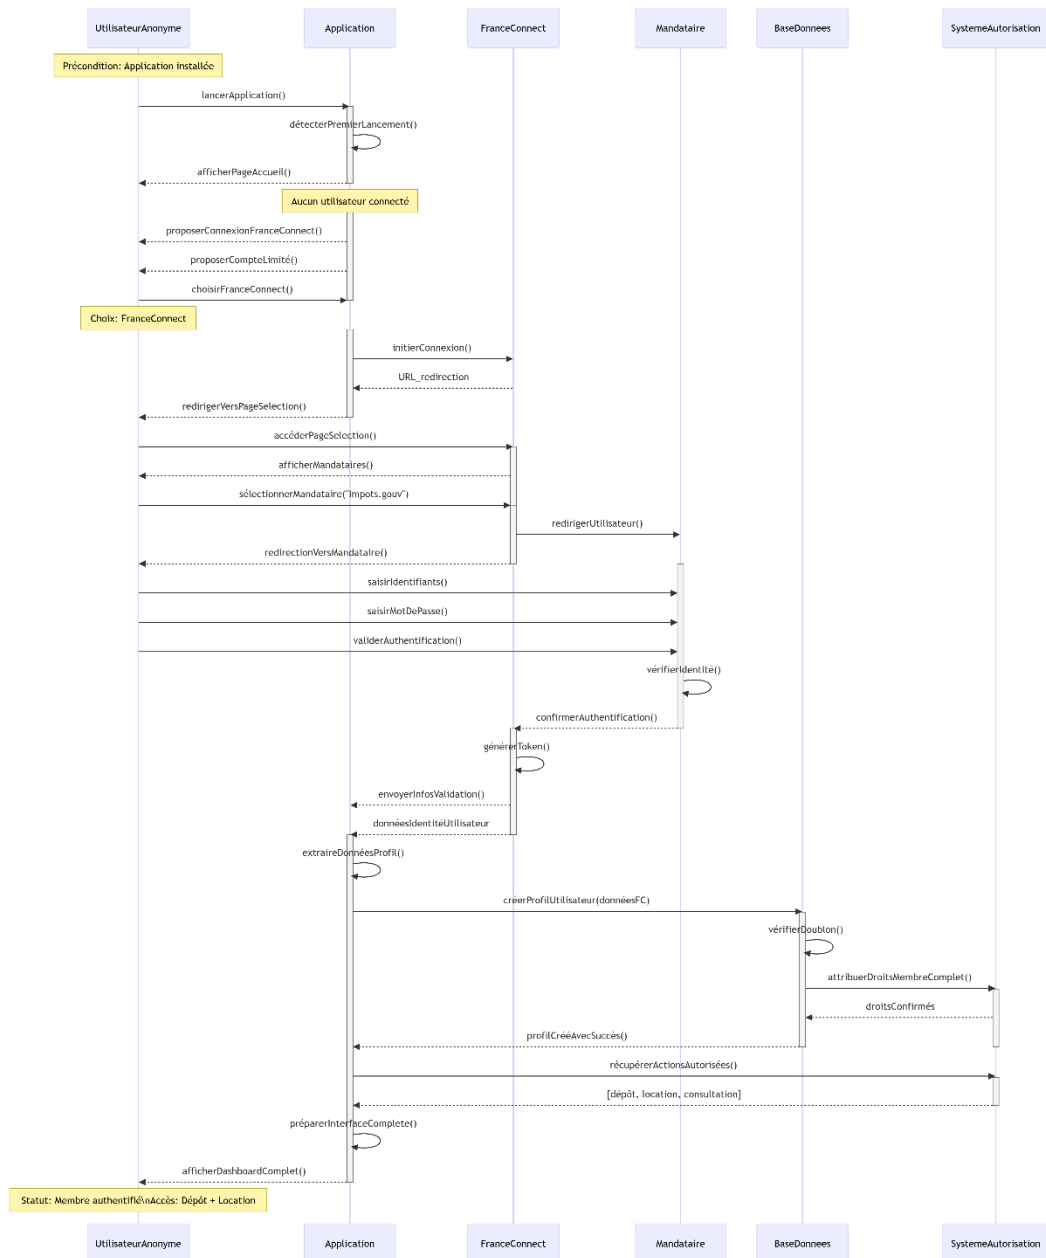 UtilisateurAnonyme
Application
FranceConnect
Mandataire
BaseDonnees
SystemeAutorisation
Précondition: Application installée
lancerApplication()
détecterPremierLancement()
afficherPageAccueil()
Aucun utilisateur connecté
proposerConnexionFranceConnect()
proposerCompteLimité()
choisirFranceConnect()
Choix: FranceConnect
initierConnexion()
URL_redirection
redirigerVersPageSelection()
accéderPageSelection()
afficherMandataires()
sélectionnerMandataire("Impots.gouv")
redirigerUtilisateur()
redirectionVersMandataire()
saisirIdentifiants()
saisirMotDePasse()
validerAuthentification()
vérifierIdentité()
confirmerAuthentification()
générerToken()
envoyerInfosValidation()
donnéesIdentitéUtilisateur
extraireDonnéesProfil()
créerProfilUtilisateur(donnéesFC)
vérifierDoublon()
attribuerDroitsMembreComplet()
droitsConfirmés
profilCrééAvecSuccès()
récupérerActionsAutorisées()
[dépôt, location, consultation]
préparerInterfaceComplete()
afficherDashboardComplet()
Statut: Membre authentifié\nAccès: Dépôt + Location
UtilisateurAnonyme
Application
FranceConnect
Mandataire
BaseDonnees
SystemeAutorisation